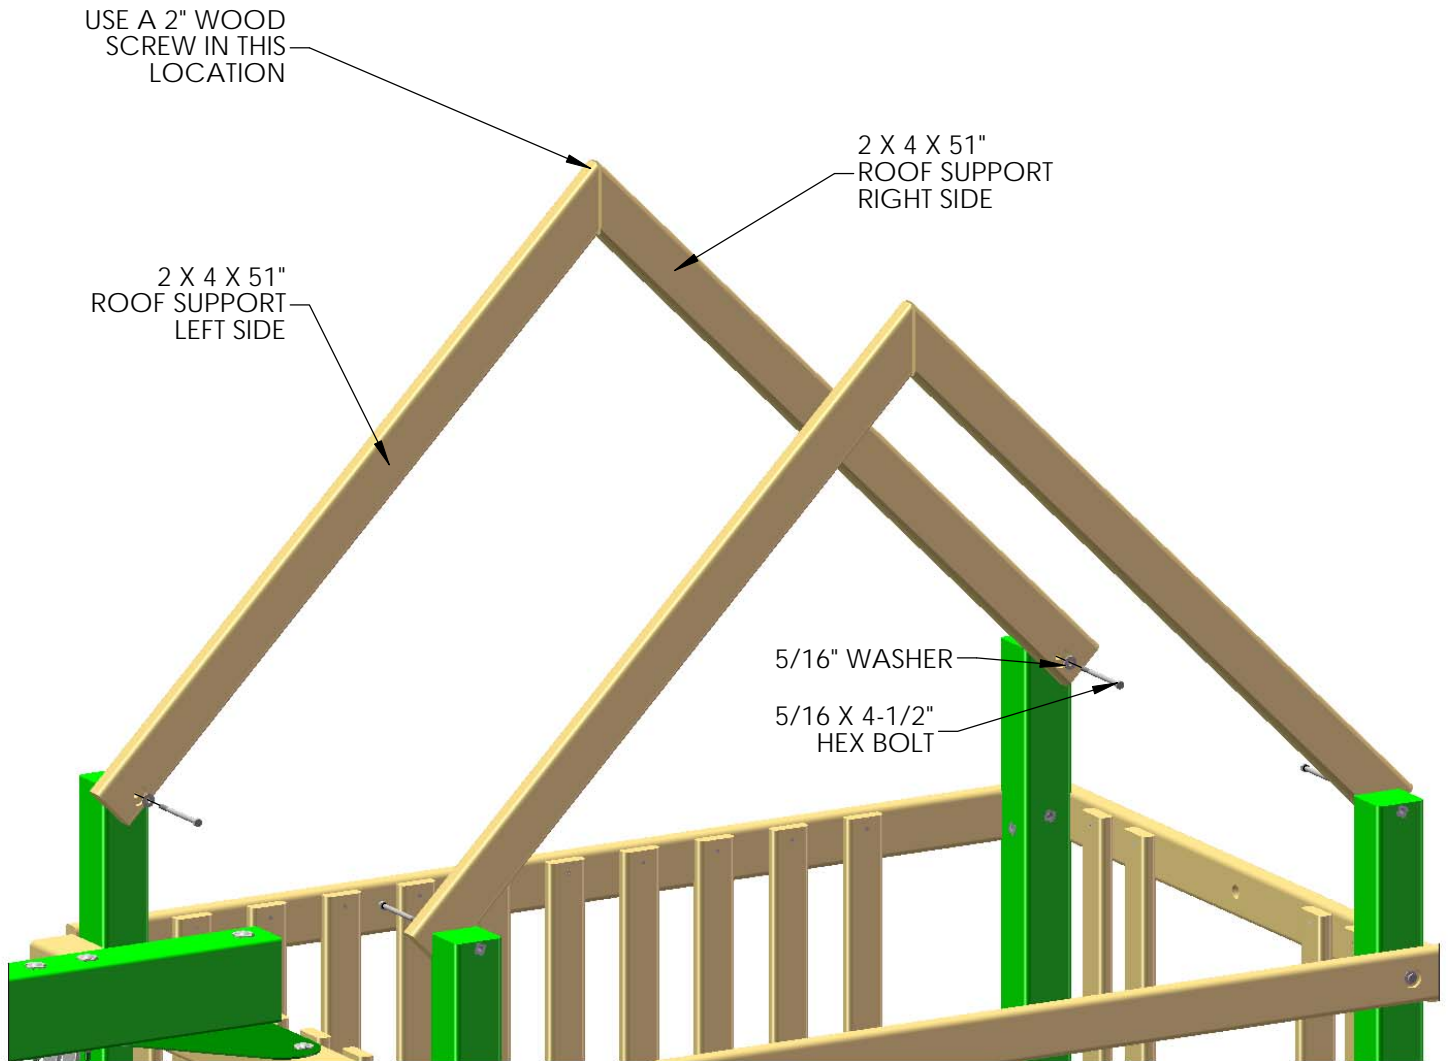 USE A 2" WOOD
SCREW IN THIS
LOCATION
2 X 4 X 51"
ROOF SUPPORT
RIGHT SIDE
2 X 4 X 51"
ROOF SUPPORT
LEFT SIDE
5/16" WASHER
5/16 X 4-1/2"
HEX BOLT